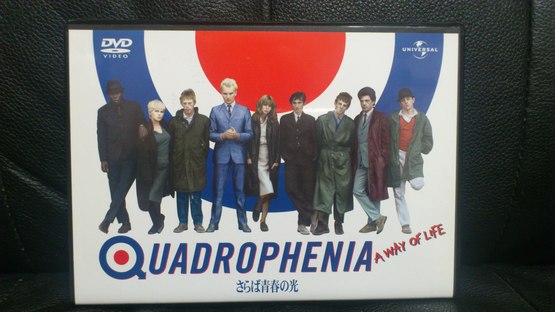 DVD
VIDEO
UNIVERSAL
QUADROPHENIA
A WAY OF LIFE
さらば青春の光